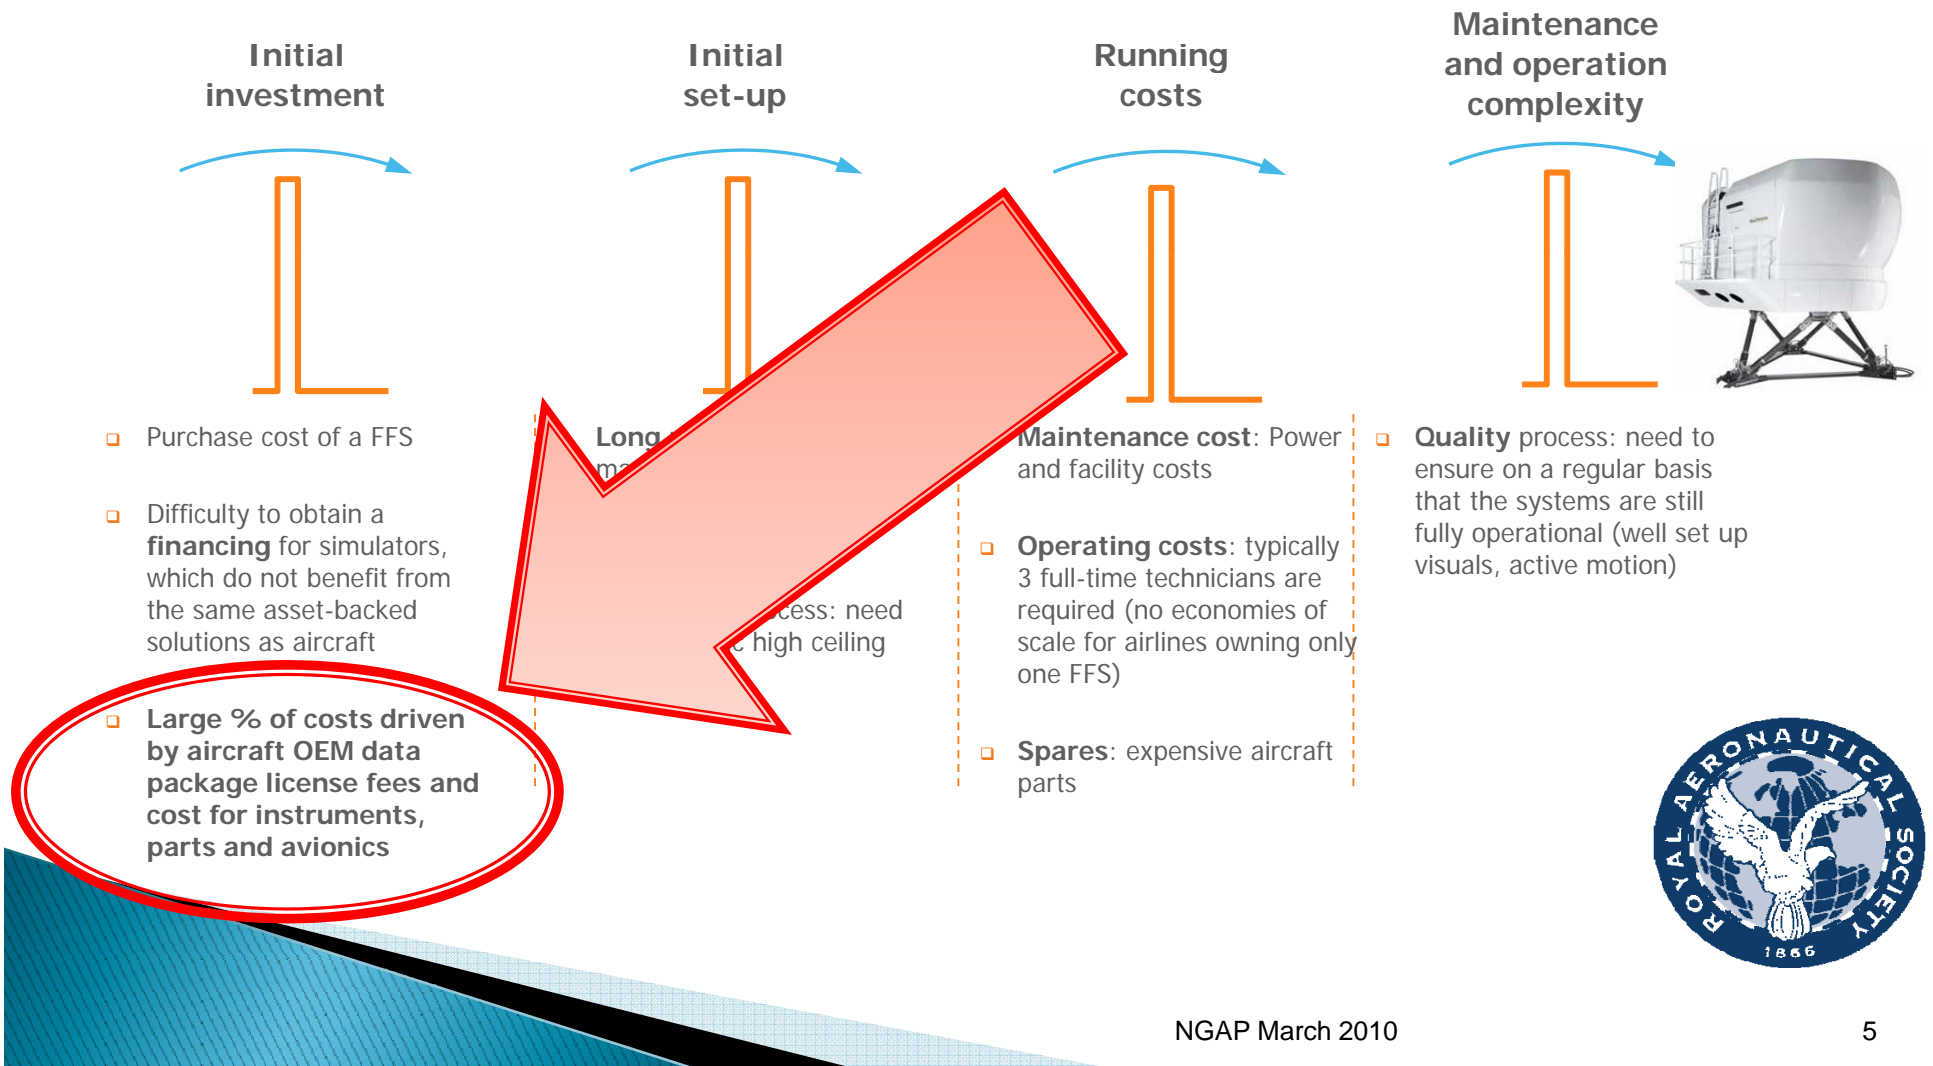 Initial
investment
Initial
set-up
Running
costs
Maintenance
and operation
complexity
Purchase cost of a FFS
Difficulty to obtain a
financing for simulators,
which do not benefit from
the same asset-backed
solutions as aircraft
Large % of costs driven
by aircraft OEM data
package license fees and
cost for instruments,
parts and avionics
Long
need
high ceiling
Maintenance cost: Power
and facility costs
Operating costs: typically
3 full-time technicians are
required (no economies of
scale for airlines owning only
one FFS)
Spares: expensive aircraft
parts
Quality process: need to
ensure on a regular basis
that the systems are still
fully operational (well set up
visuals, active motion)
ROYAL AERONAUTICAL SOCIETY
1866
NGAP March 2010
5